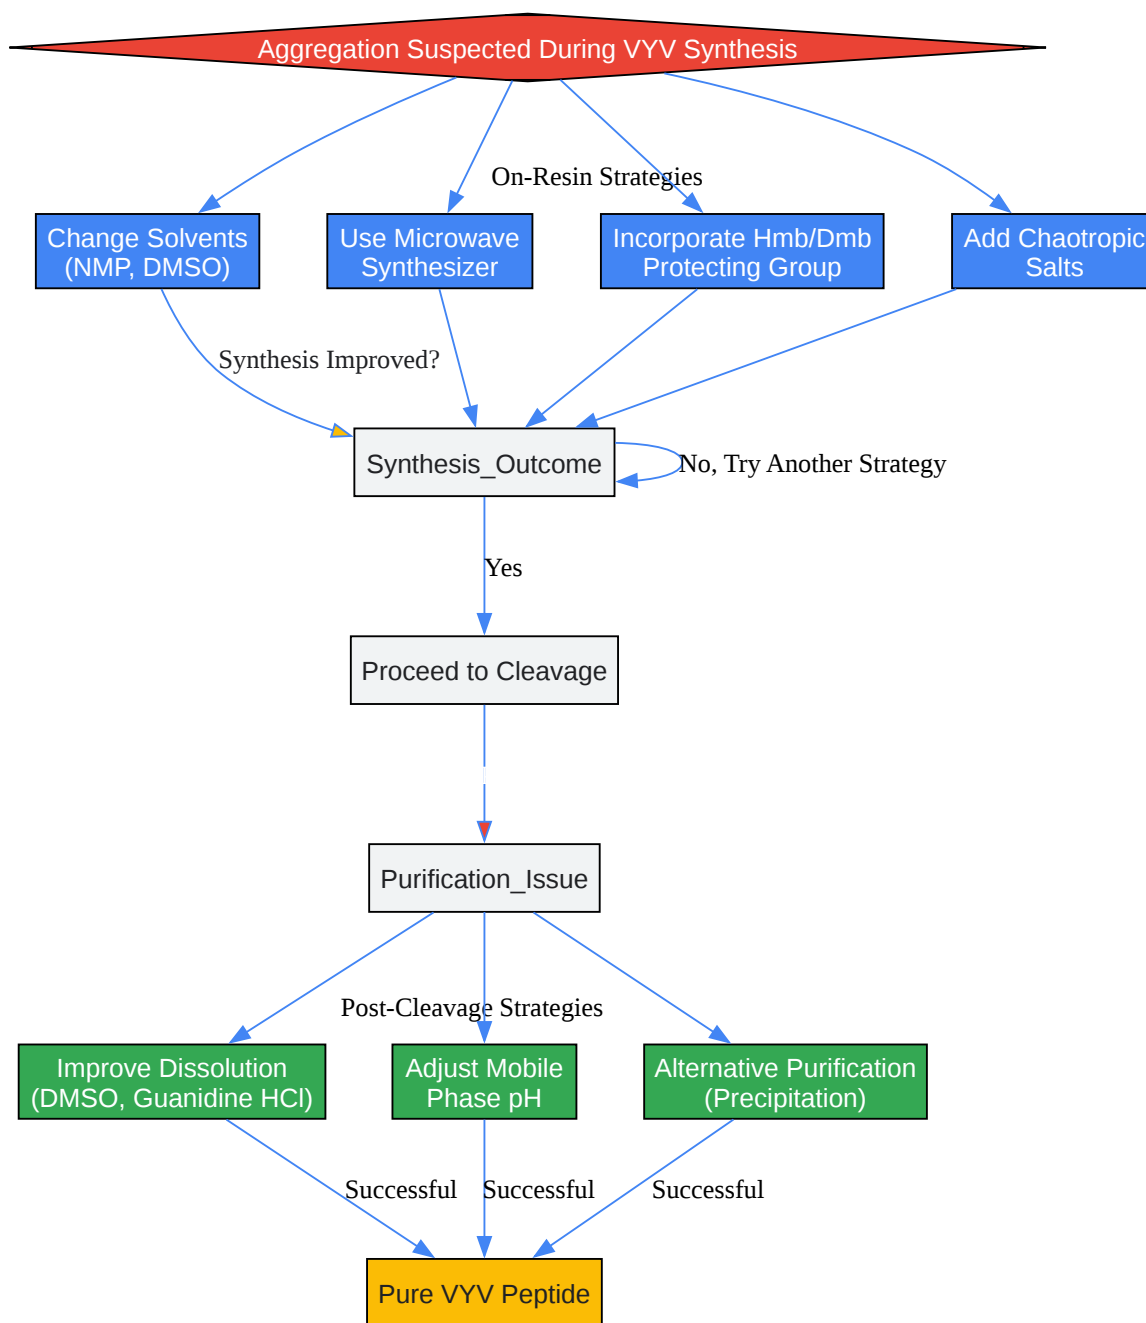 Aggregation Suspected During VYV Synthesis
On-Resin Strategies
Change Solvents
(NMP, DMSO)
Use Microwave
Synthesizer
Incorporate Hmb/Dmb
Protecting Group
Add Chaotropic
Salts
Synthesis Improved?
Synthesis_Outcome
No, Try Another Strategy
Yes
Proceed to Cleavage
Purification_Issue
Post-Cleavage Strategies
Improve Dissolution
(DMSO, Guanidine HCl)
Adjust Mobile
Phase pH
Alternative Purification
(Precipitation)
Successful
Successful
Successful
Pure VYV Peptide